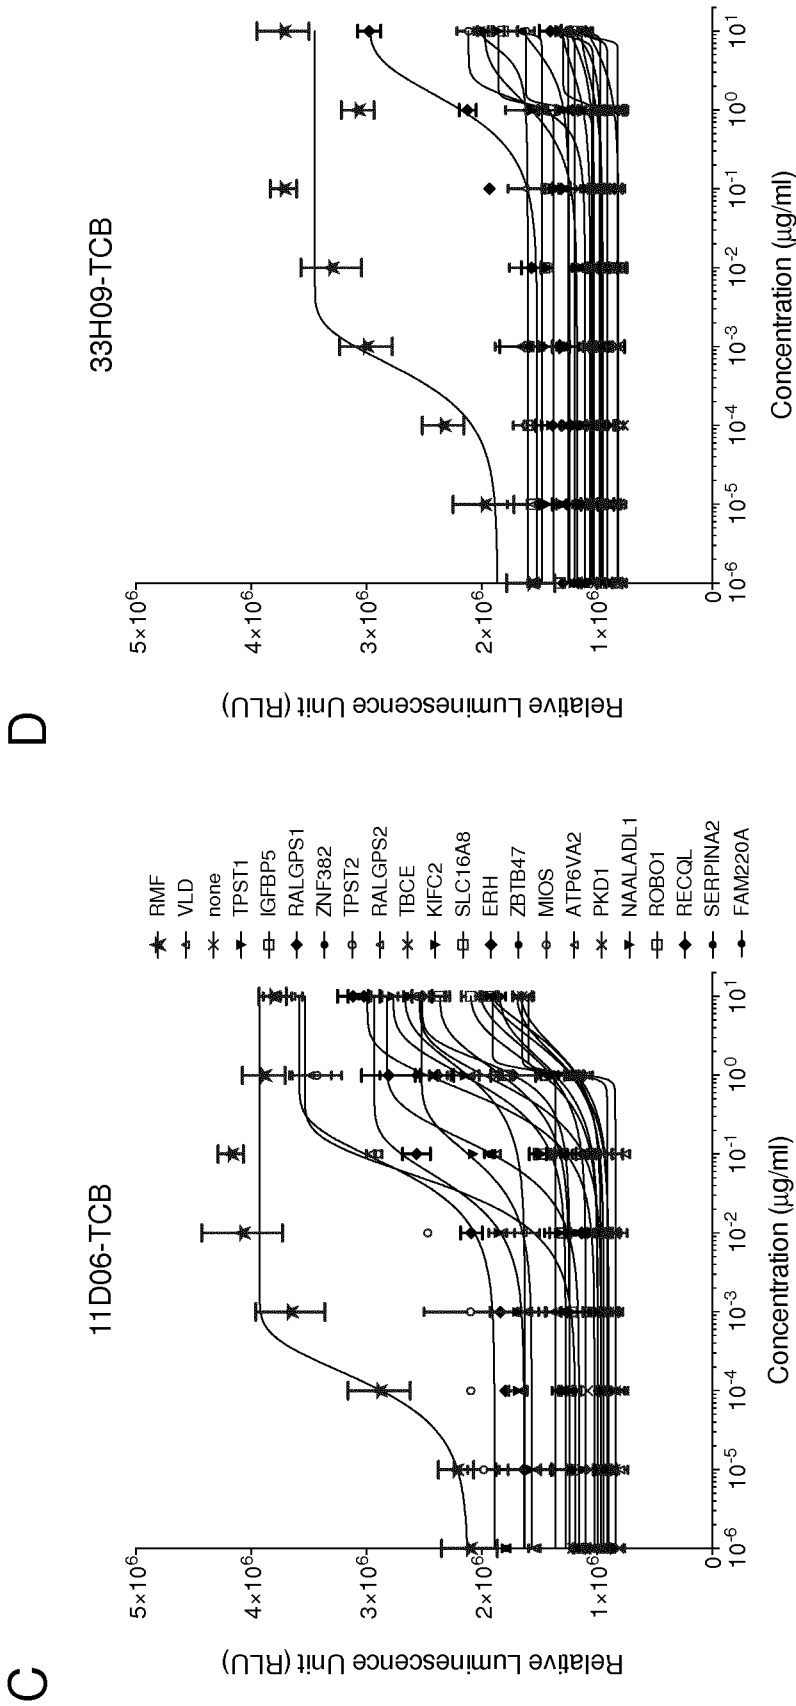 C
11D06-TCB
Relative Luminescence Unit (RLU)
5×10⁶
4×10⁶
3×10⁶
2×10⁶
1×10⁶
0
10⁻⁶
10⁻⁵
10⁻⁴
10⁻³
10⁻²
10⁻¹
10⁰
10¹
Concentration (μg/ml)
RMF
VLD
none
TPST1
IGFBP5
RALGPS1
ZNF382
TPST2
RALGPS2
TBCE
KIFC2
SLC16A8
ERH
ZBTB47
MIOS
ATP6VA2
PKD1
NAALADL1
ROBO1
RECQL
SERPINA2
FAM220A
D
33H09-TCB
Relative Luminescence Unit (RLU)
5×10⁶
4×10⁶
3×10⁶
2×10⁶
1×10⁶
0
10⁻⁶
10⁻⁵
10⁻⁴
10⁻³
10⁻²
10⁻¹
10⁰
10¹
Concentration (μg/ml)